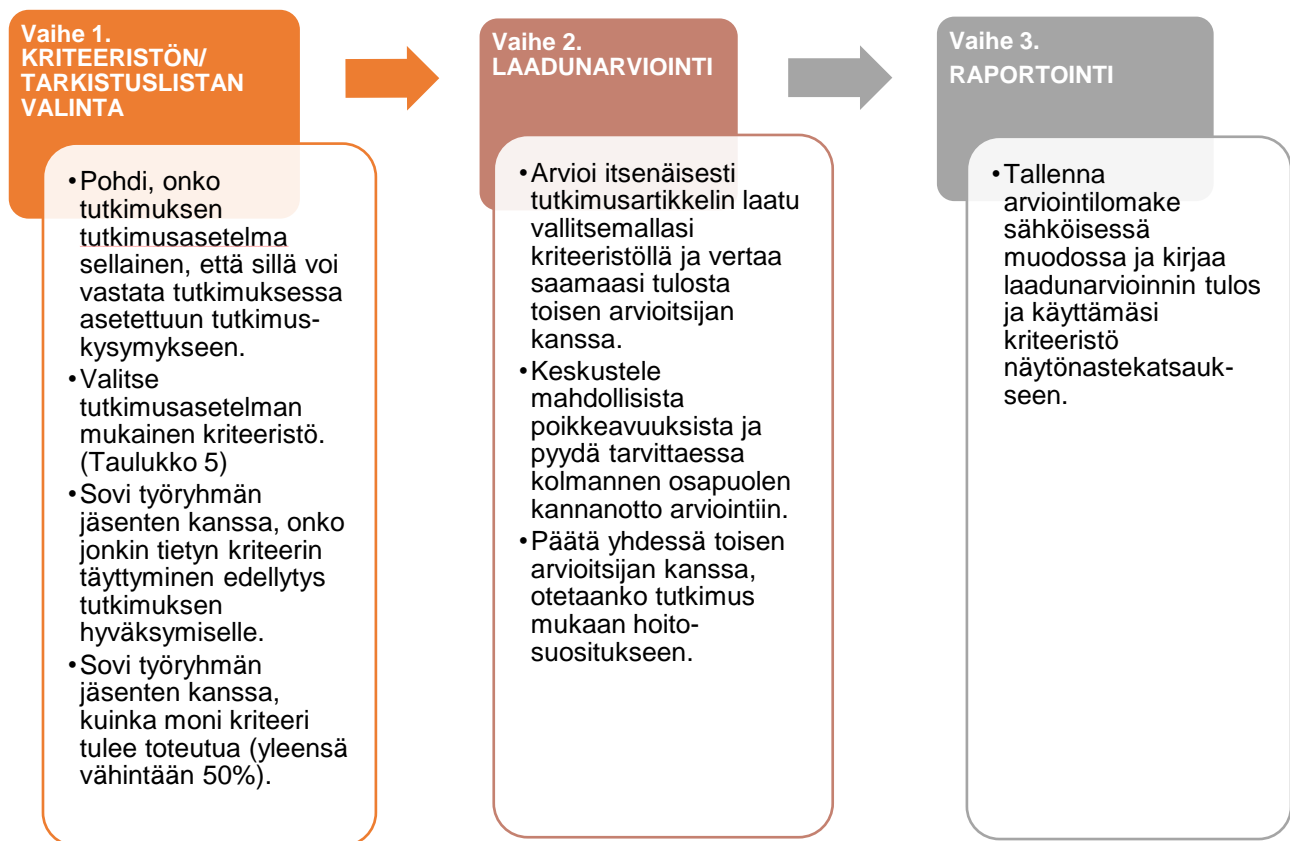 Vaihe 1.
KRITEERISTÖN/
TARKISTUSLISTAN
VALINTA
•Pohdi, onko
tutkimuksen
tutkimusasetelma
sellainen, että sillä voi
vastata tutkimuksessa
asetettuun tutkimus-
kysymykseen.
•Valitse
tutkimusasetelman
mukainen kriteeristö.
(Taulukko 5)
•Sovi työryhmän
jäsenten kanssa, onko
jonkin tietyn kriteerin
täyttyminen edellytys
tutkimuksen
hyväksymiselle.
•Sovi työryhmän
jäsenten kanssa,
kuinka moni kriteeri
tulee toteutua (yleensä
vähintään 50%).
Vaihe 2.
LAADUNARVIOINTI
•Arvioi itsenäisesti
tutkimusartikkelin laatu
vallitsemallasi
kriteeristöllä ja vertaa
saamaasi tulosta
toisen arvioitsijan
kanssa.
•Keskustele
mahdollisista
poikkeavuuksista ja
pyydä tarvittaessa
kolmannen osapuolen
kannanotto arviointiin.
•Päätä yhdessä toisen
arvioitsijan kanssa,
otetaanko tutkimus
mukaan hoito-
suositukseen.
Vaihe 3.
RAPORTOINTI
•Tallenna
arviointilomake
sähköisessä
muodossa ja kirjaa
laadunarvioinnin tulos
ja käyttämäsi
kriteeristö
näytönastekatsauk-
seen.